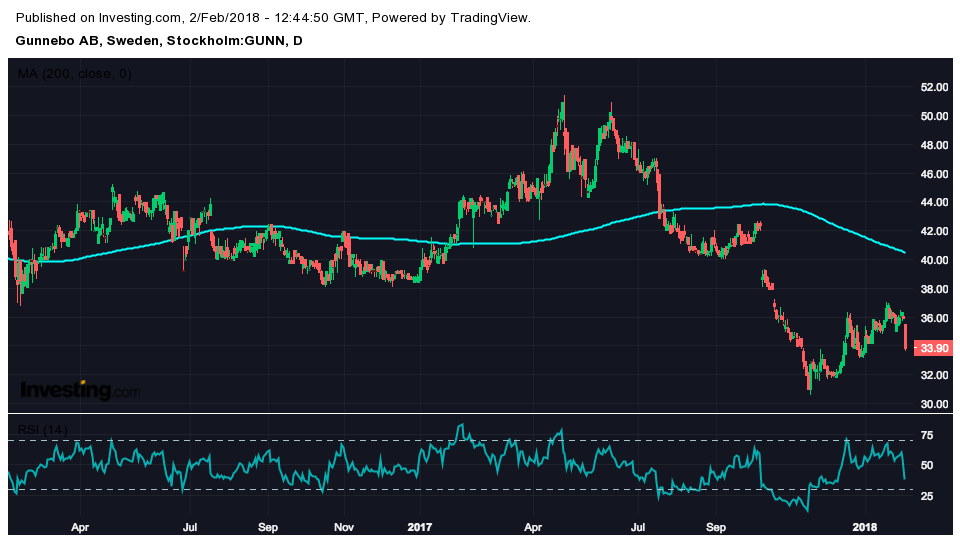 Published on Investing.com, 2/Feb/2018 - 12:44:50 GMT, Powered by TradingView.
Gunnebo AB, Sweden, Stockholm:GUNN, D
MA (200, close, 0)
52.00
50.00
48.00
46.00
44.00
42.00
40.00
38.00
36.00
33.90
32.00
30.00
Investing.com
RSI (14)
75
50
25
Apr Jul Sep Nov 2017 Apr Jul Sep 2018